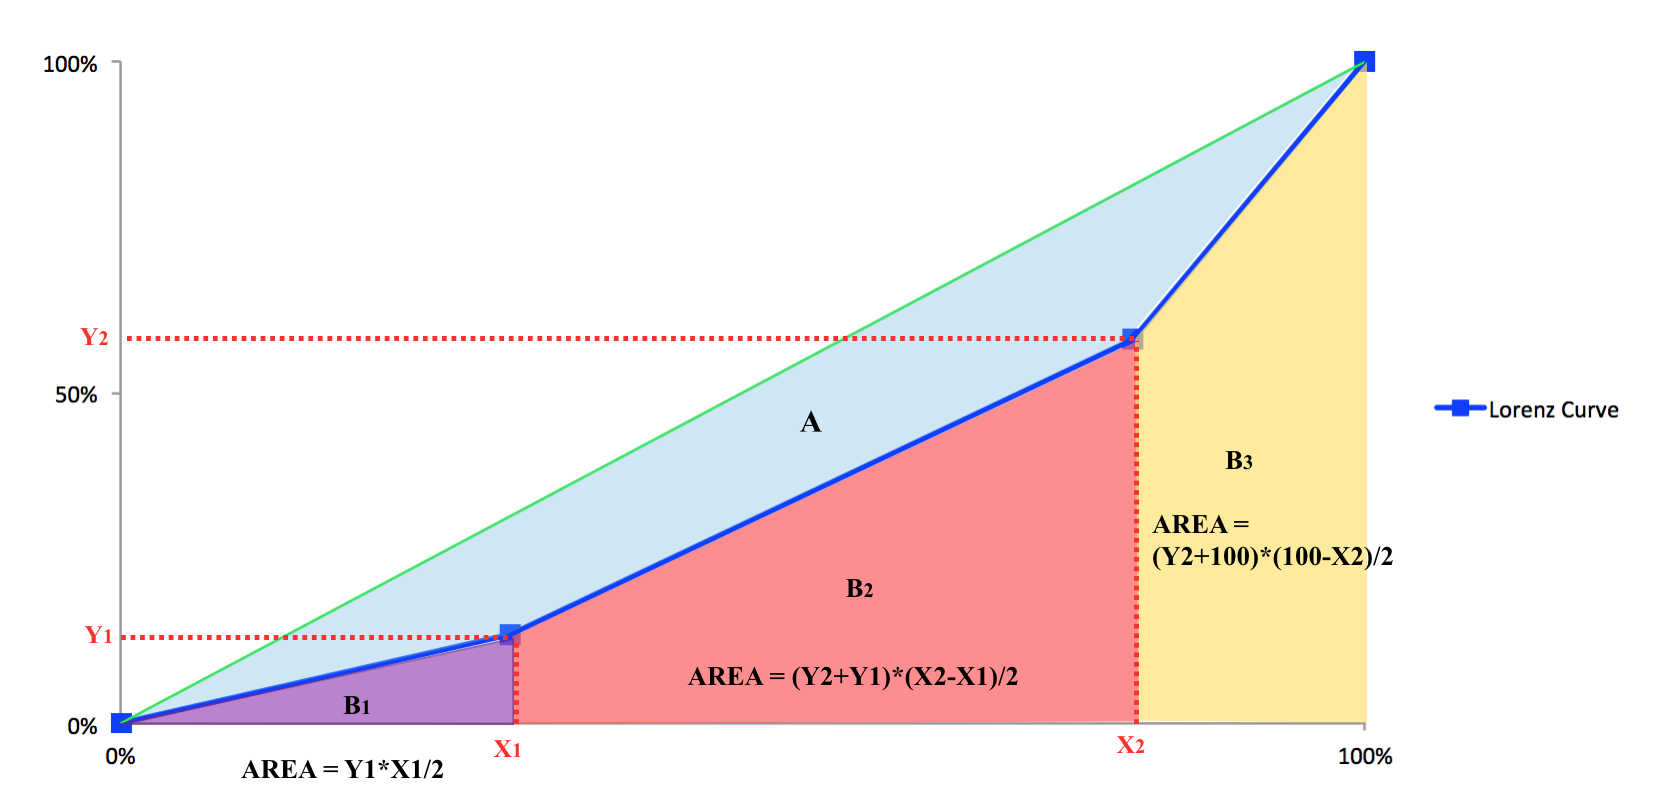 100%
Y2
50%
A
Lorenz Curve
B3
AREA =
(Y2+100)*(100-X2)/2
B2
Y1
AREA = (Y2+Y1)*(X2-X1)/2
B1
0%
0%
X1
X2
100%
AREA = Y1*X1/2